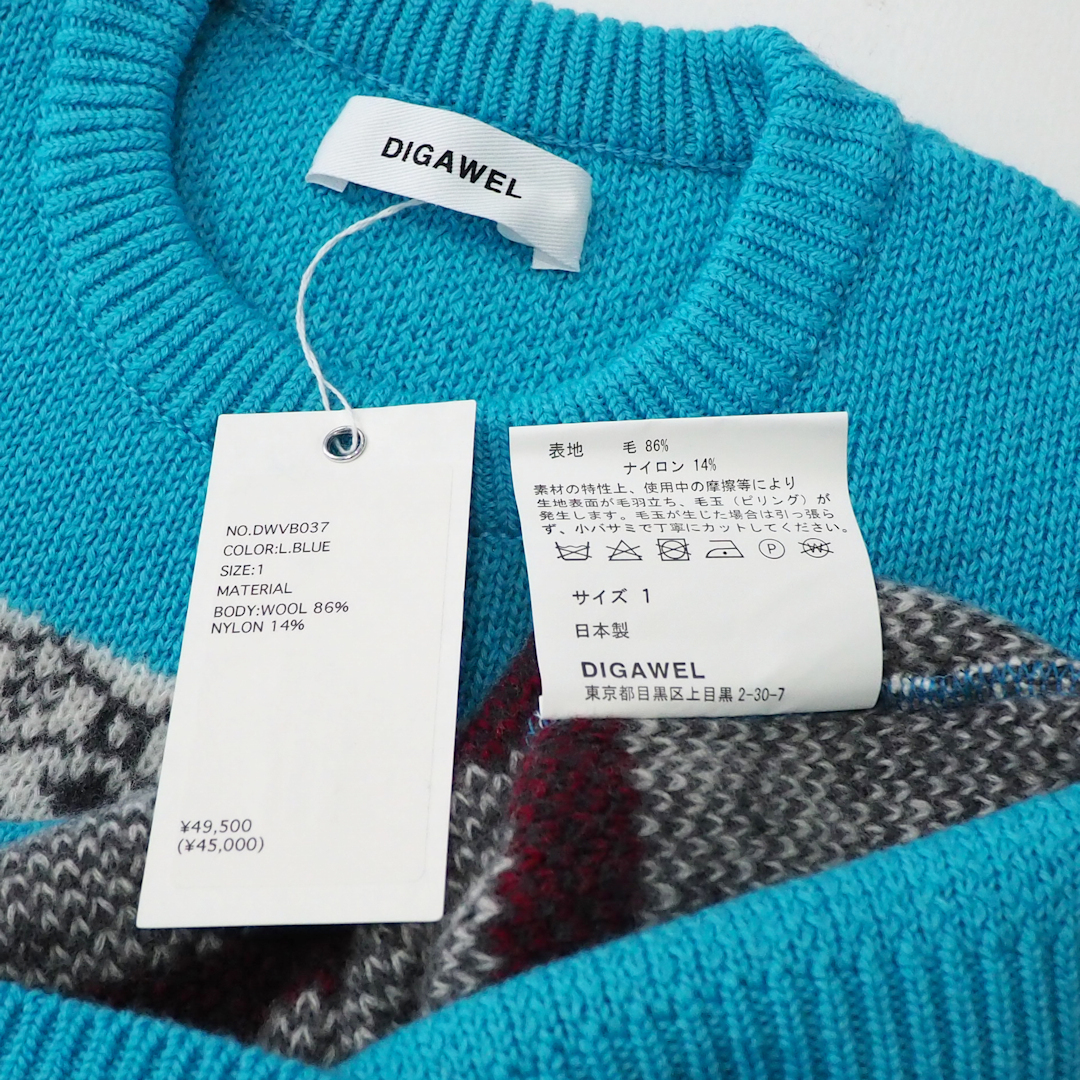 DIGAWEL
NO.DWVB037
COLOR:L.BLUE
SIZE:1
MATERIAL
BODY:WOOL 86%
NYLON 14%
¥49,500
(¥45,000)
表地 毛 86%
ナイロン 14%
素材の特性上、使用中の摩擦等により
生地表面が毛羽立ち、毛玉（ピリング）が
発生します。毛玉が生じた場合は引っ張ら
ず、小バサミで丁寧にカットしてください。
P W
サイズ 1
日本製
DIGAWEL
東京都目黒区上目黒 2-30-7